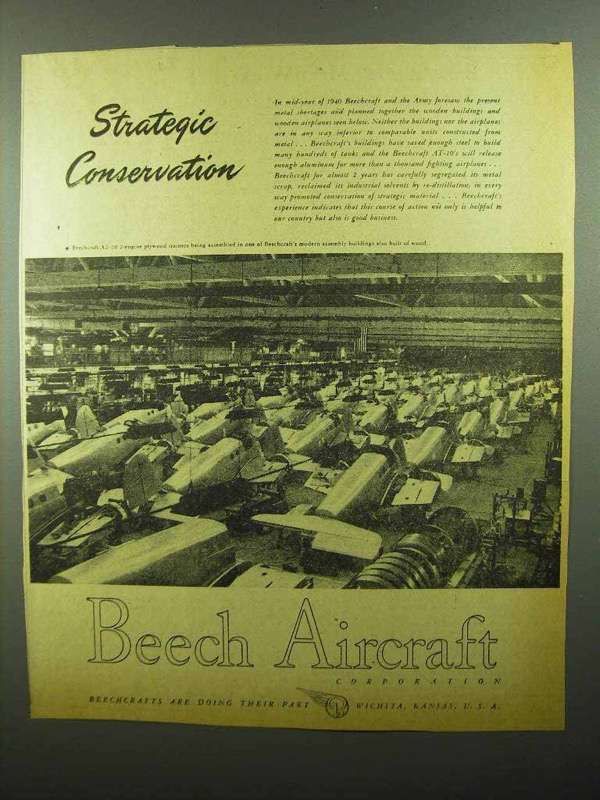 Strategic
Conservation
In mid-year of 1940 Beechcraft and the Army foresaw the present
metal shortages and planned together the wooden buildings and
wooden airplanes seen below. Neither the buildings nor the airplanes
are in any way inferior to comparable units constructed from
metal . . . Beechcraft's buildings have saved enough steel to build
many hundreds of tanks and the Beechcraft AT-10's will release
enough aluminum for more than a thousand fighting airplanes . . .
Beechcraft for almost 2 years has carefully segregated its metal
scrap, reclaimed its industrial solvents by re-distillation, in every
way promoted conservation of strategic material . . . Beechcraft's
experience indicates that this course of action not only is helpful to
our country but also is good business.
Beechcraft AT-10 2-engine plywood trainers being assembled in one of Beechcraft's modern assembly buildings also built of wood.
Beech Aircraft
CORPORATION
BEECHCRAFTS ARE DOING THEIR PART WICHITA, KANSAS, U. S. A.